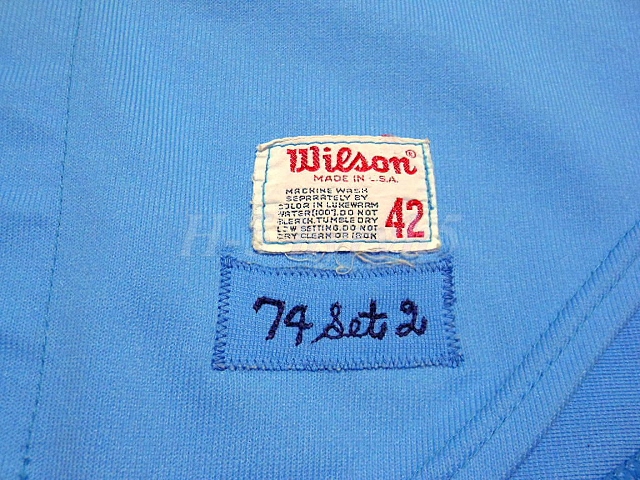 Wilson®
MADE IN U.S.A.
MACHINE WASH
SEPARATELY BY
COLOR IN LUKEWARM
WATER(100°). DO NOT
BLEACH. TUMBLE DRY
LOW SETTING. DO NOT
DRY CLEAN OR IRON
42
74 Set 2